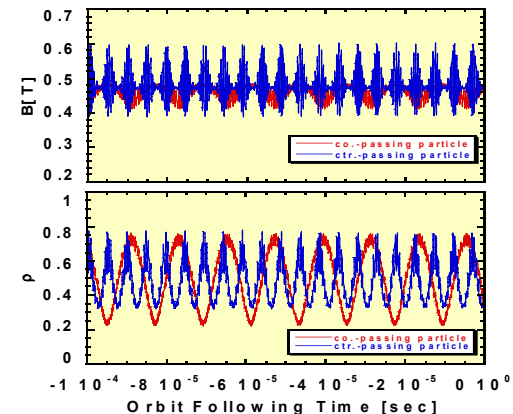 0.7
0.6
0.5
0.4
0.3
0.2
B[T]
co.-passing particle
ctr.-passing particle
1
0.8
0.6
0.4
0.2
0
ρ
co.-passing particle
ctr.-passing particle
-1 10⁻⁴ -8 10⁻⁵ -6 10⁻⁵ -4 10⁻⁵ -2 10⁻⁵ 0 10⁰
Orbit Following Time [sec]